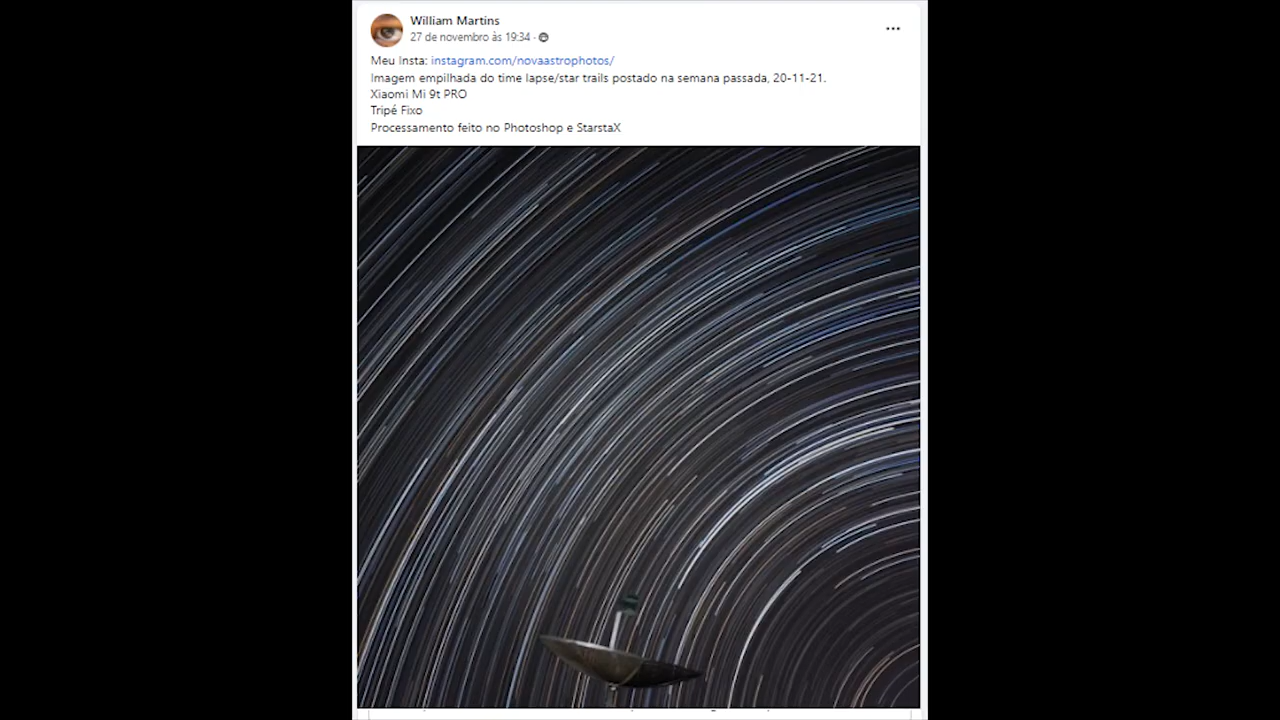 William Martins
27 de novembro às 19:34 ·
Meu Insta: instagram.com/novaastrophotos/
Imagem empilhada do time lapse/star trails postado na semana passada, 20-11-21.
Xiaomi Mi 9t PRO
Tripé Fixo
Processamento feito no Photoshop e StarstaX